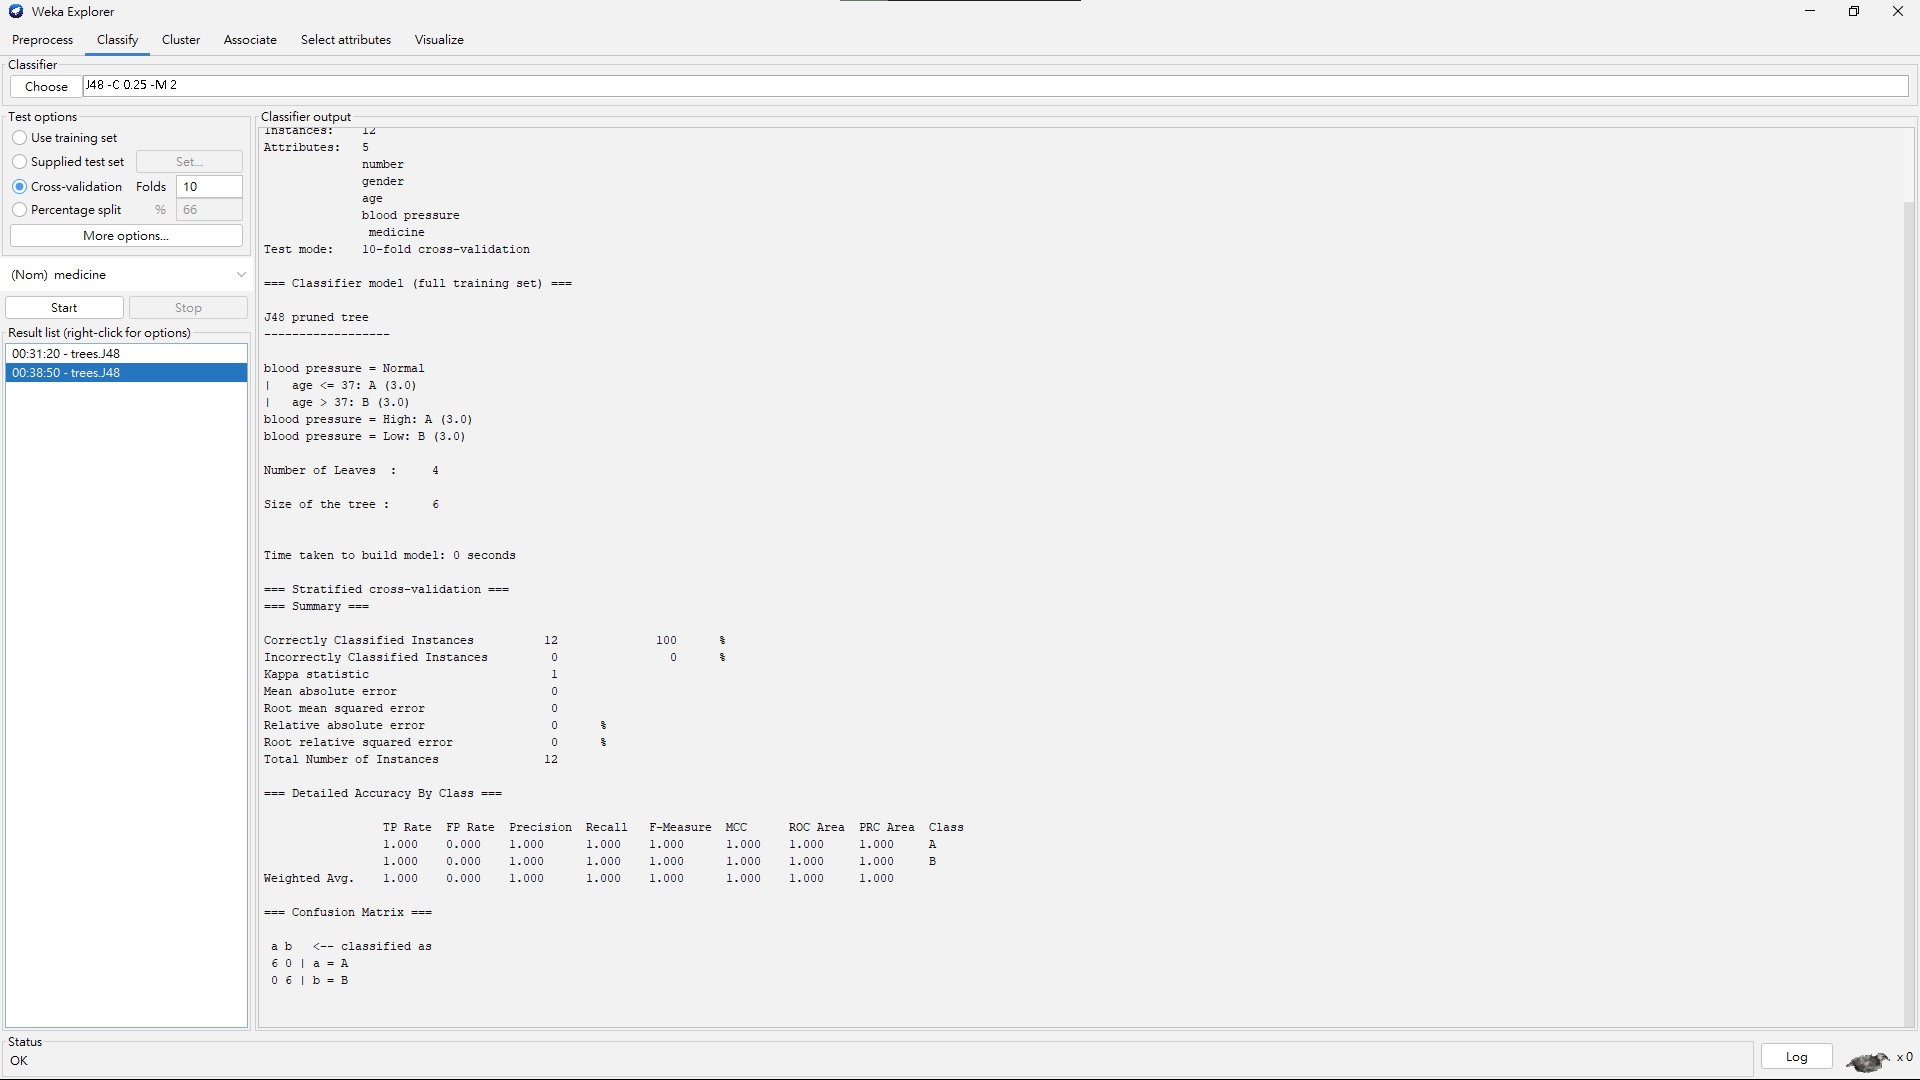 Weka Explorer
Preprocess Classify Cluster Associate Select attributes Visualize
Classifier
Choose J48 -C 0.25 -M 2
Test options
Use training set
Supplied test set Set...
Cross-validation Folds 10
Percentage split % 66
More options...
(Nom) medicine
Start Stop
Result list (right-click for options)
00:31:20 - trees.J48
00:38:50 - trees.J48
Classifier output
Instances: 12
Attributes: 5
number
gender
age
blood pressure
medicine
Test mode: 10-fold cross-validation
=== Classifier model (full training set) ===
J48 pruned tree
------------------
blood pressure = Normal
| age <= 37: A (3.0)
| age > 37: B (3.0)
blood pressure = High: A (3.0)
blood pressure = Low: B (3.0)
Number of Leaves : 4
Size of the tree : 6
Time taken to build model: 0 seconds
=== Stratified cross-validation ===
=== Summary ===
Correctly Classified Instances 12 100 %
Incorrectly Classified Instances 0 0 %
Kappa statistic 1
Mean absolute error 0
Root mean squared error 0
Relative absolute error 0 %
Root relative squared error 0 %
Total Number of Instances 12
=== Detailed Accuracy By Class ===
TP Rate FP Rate Precision Recall F-Measure MCC ROC Area PRC Area Class
1.000 0.000 1.000 1.000 1.000 1.000 1.000 1.000 A
1.000 0.000 1.000 1.000 1.000 1.000 1.000 1.000 B
Weighted Avg. 1.000 0.000 1.000 1.000 1.000 1.000 1.000 1.000
=== Confusion Matrix ===
a b <-- classified as
6 0 | a = A
0 6 | b = B
Status
OK
Log x 0